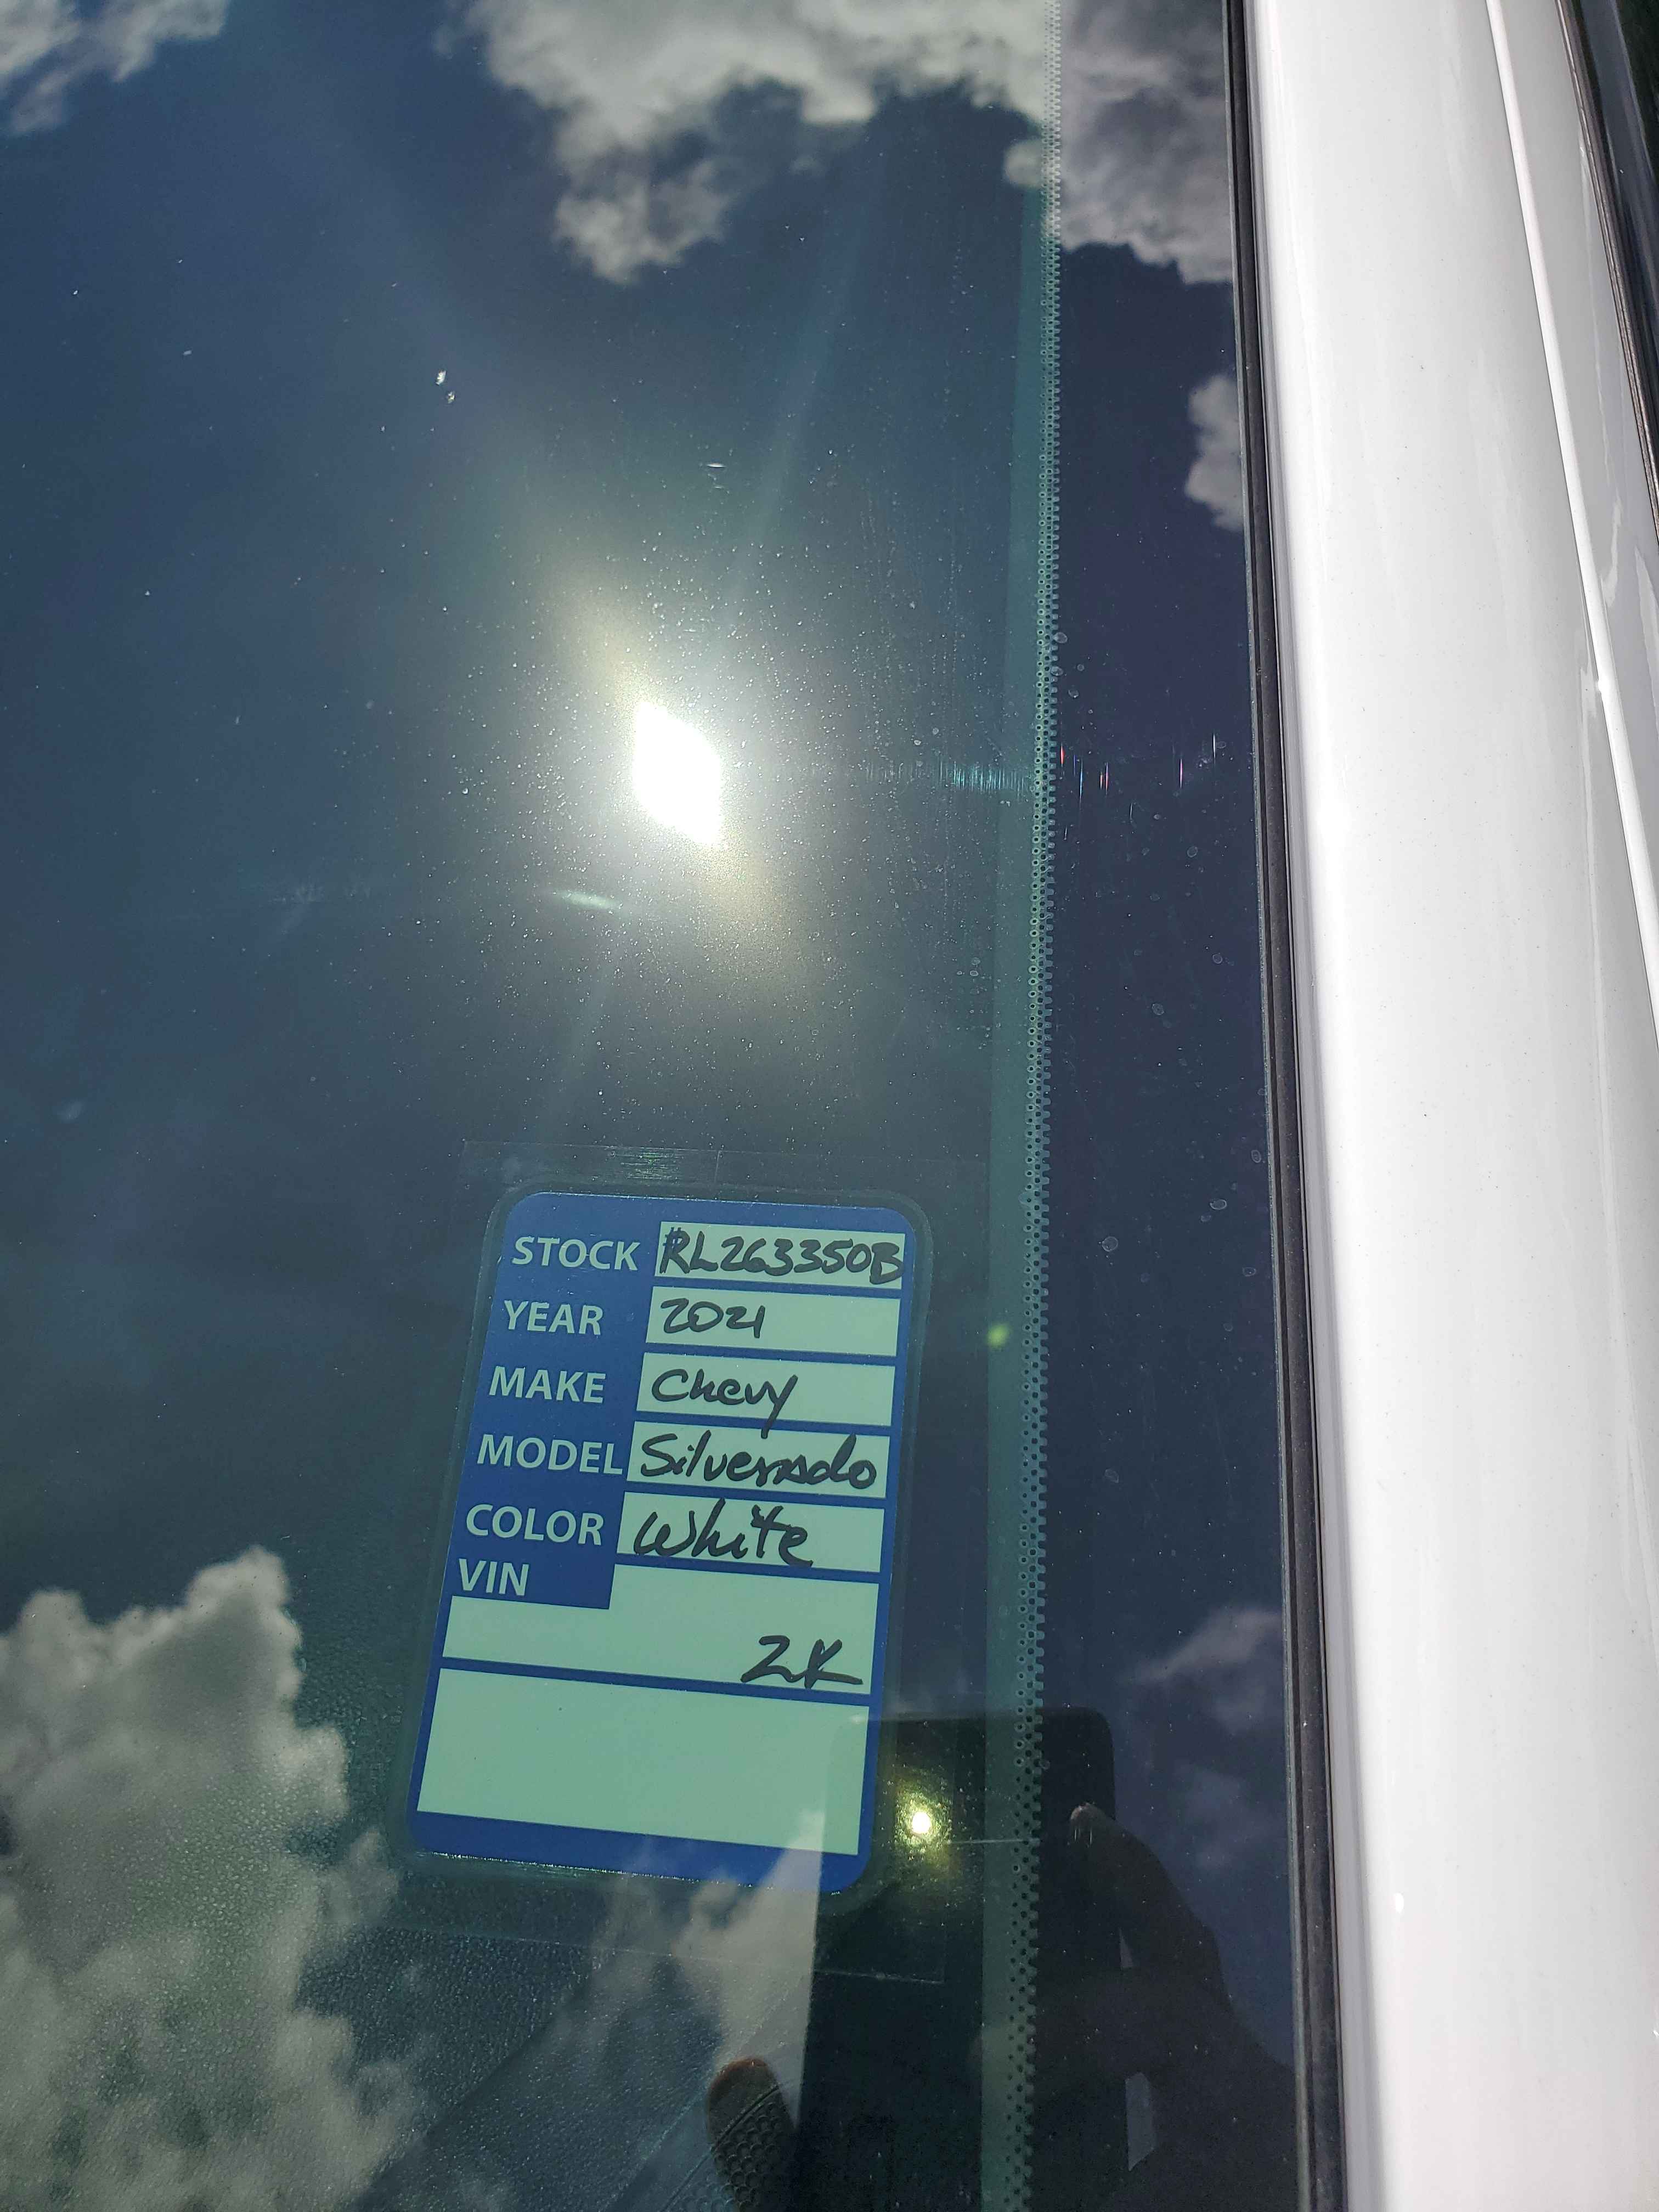 STOCK #RL263350B
YEAR 2021
MAKE Chevy
MODEL Silverado
COLOR White
VIN
2K